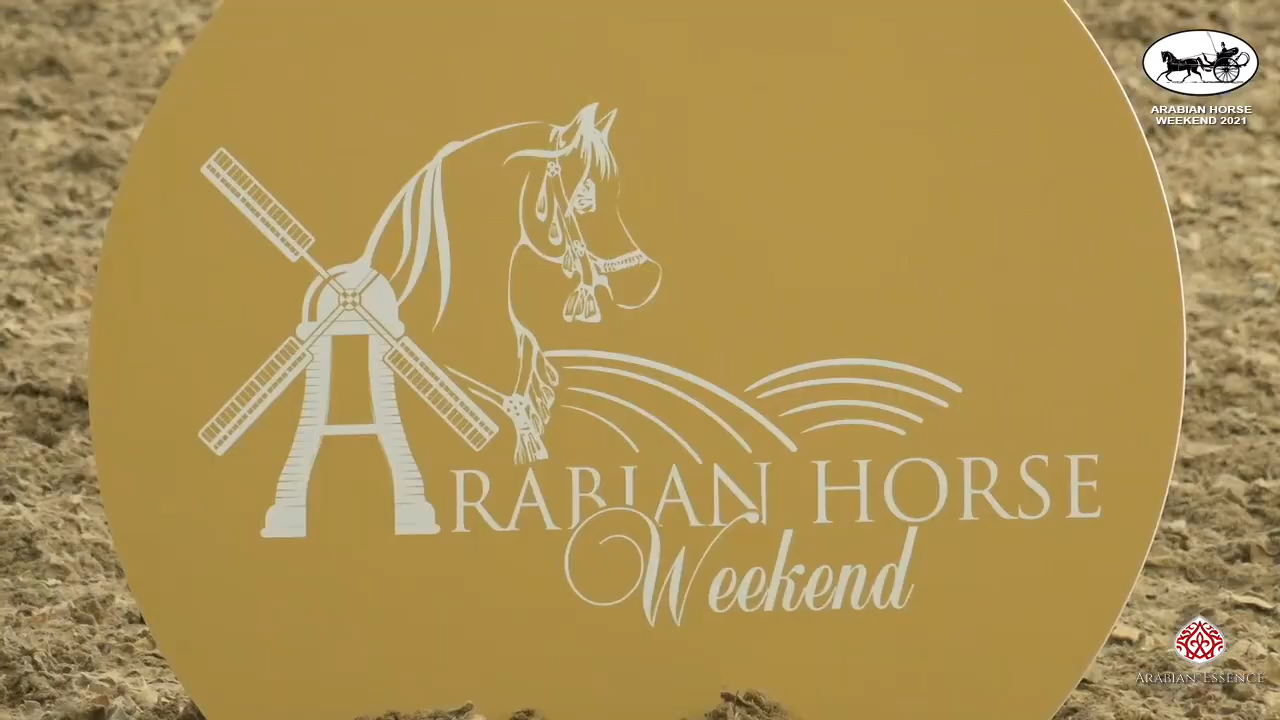 ARABIAN HORSE
WEEKEND 2021
ARABIAN HORSE
Weekend
ARABIAN ESSENCE